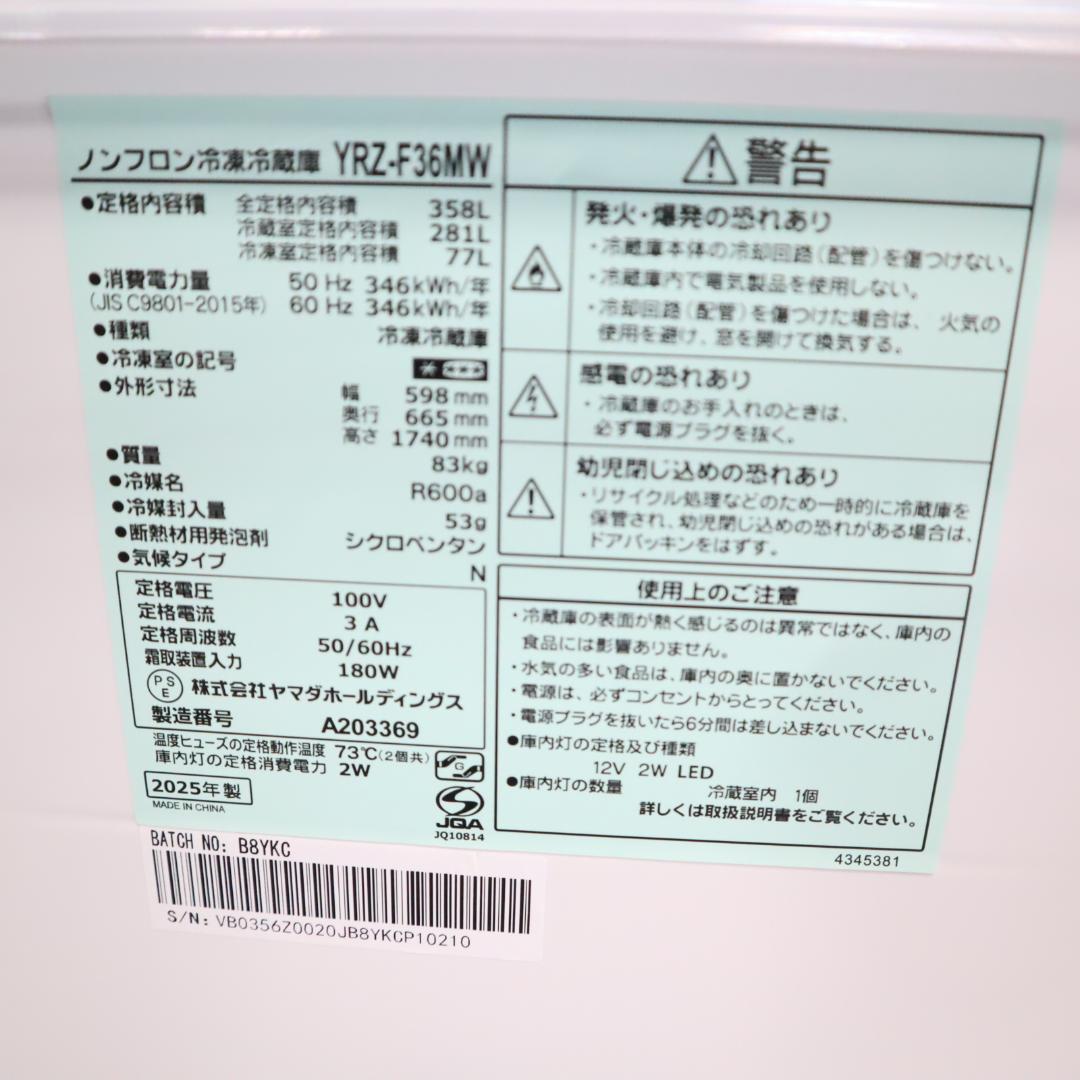 ノンフロン冷凍冷蔵庫 YRZ-F36MW
●定格内容積 全定格内容積 358L
冷蔵室定格内容積 281L
冷凍室定格内容積 77L
●消費電力量 50 Hz 346kWh/年
(JIS C9801-2015年) 60 Hz 346kWh/年
●種類 冷凍冷蔵庫
●冷凍室の記号
●外形寸法 幅 598 mm
奥行 665 mm
高さ 1740 mm
●質量 83kg
●冷媒名 R600a
●冷媒封入量 53g
●断熱材用発泡剤 シクロペンタン
●気候タイプ N
定格電圧 100V
定格電流 3 A
定格周波数 50/60Hz
霜取装置入力 180W
PSE 株式会社ヤマダホールディングス
製造番号 A203369
温度ヒューズの定格動作温度 73℃(2個共)
庫内灯の定格消費電力 2W
G
2025年製
MADE IN CHINA
JQA
JQ10814
警告
発火・爆発の恐れあり
・冷蔵庫本体の冷却回路(配管)を傷つけない。
・冷蔵庫内で電気製品を使用しない。
・冷却回路(配管)を傷つけた場合は、火気の
使用を避け、窓を開けて換気する。
感電の恐れあり
・冷蔵庫のお手入れのときは、
必ず電源プラグを抜く。
幼児閉じ込めの恐れあり
・リサイクル処理などのため一時的に冷蔵庫を
保管され、幼児閉じ込めの恐れがある場合は、
ドアパッキンをはずす。
使用上のご注意
・冷蔵庫の表面が熱く感じるのは異常ではなく、庫内の
食品には影響ありません。
・水気の多い食品は、庫内の奥に置かないでください。
・電源は、必ずコンセントからとってください。
・電源プラグを抜いたら6分間は差し込まないでください。
●庫内灯の定格及び種類
12V 2W LED
●庫内灯の数量 冷蔵室内 1個
詳しくは取扱説明書をご覧ください。
4345381
BATCH NO: B8YKC
S/N: VB0356Z0020JB8YKCP10210